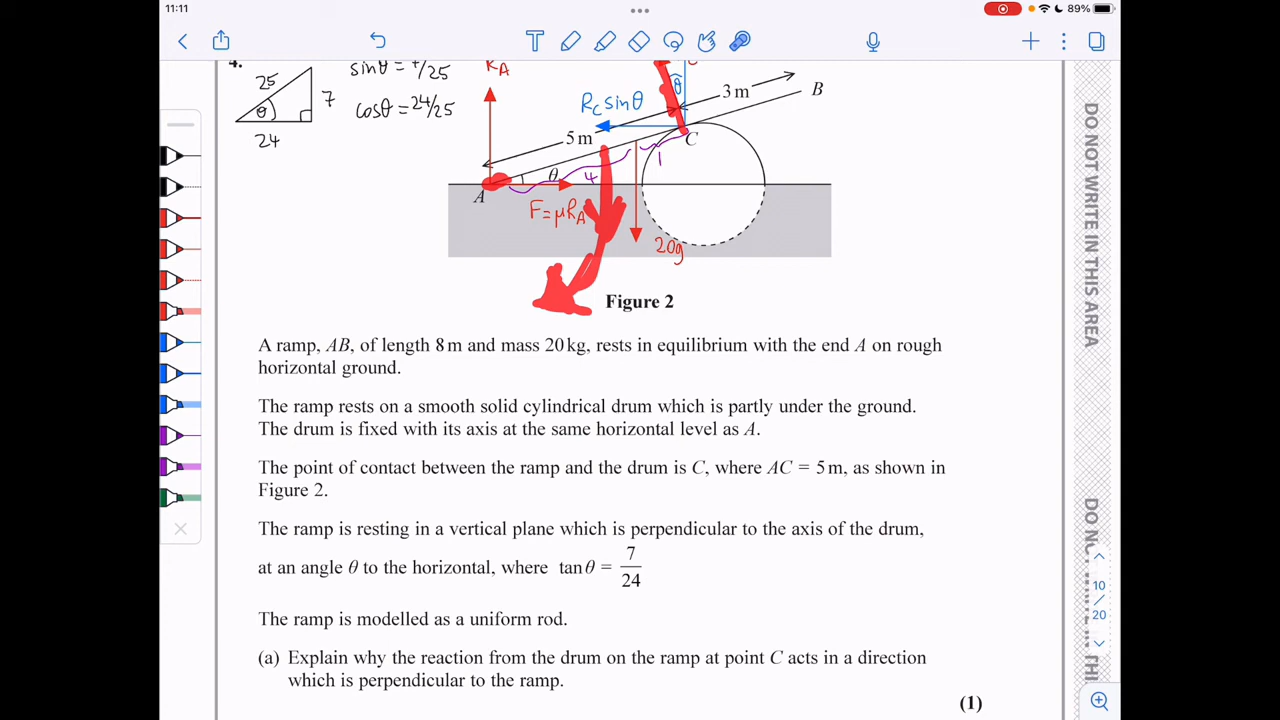 11:11
89%
4.
25
7
θ
24
sinθ = 7/25
cosθ = 24/25
RA
θ
RC sinθ
3 m
B
5 m
C
1
θ
4
A
F = μRA
20g
Figure 2
A ramp, AB, of length 8 m and mass 20 kg, rests in equilibrium with the end A on rough
horizontal ground.
The ramp rests on a smooth solid cylindrical drum which is partly under the ground.
The drum is fixed with its axis at the same horizontal level as A.
The point of contact between the ramp and the drum is C, where AC = 5 m, as shown in
Figure 2.
The ramp is resting in a vertical plane which is perpendicular to the axis of the drum,
at an angle θ to the horizontal, where tan θ = 7/24
The ramp is modelled as a uniform rod.
(a) Explain why the reaction from the drum on the ramp at point C acts in a direction
which is perpendicular to the ramp.
(1)
DO NOT WRITE IN THIS AREA
10
/
20